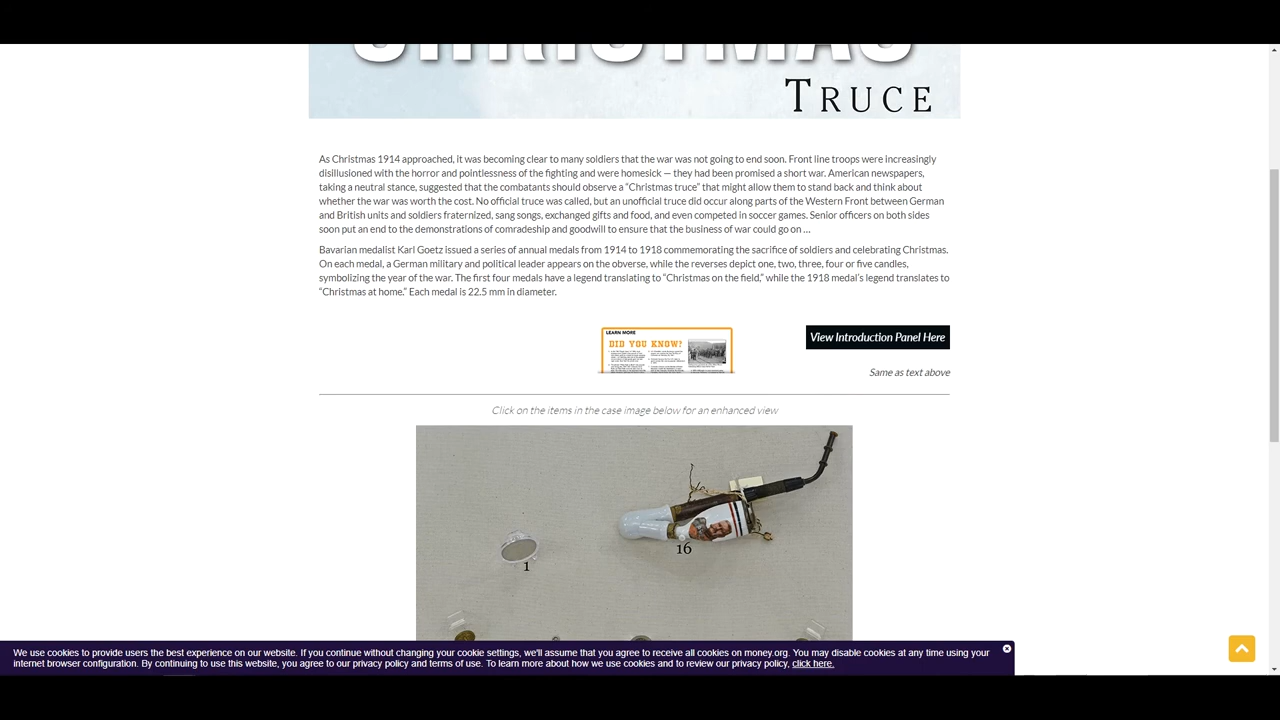 TRUCE
As Christmas 1914 approached, it was becoming clear to many soldiers that the war was not going to end soon. Front line troops were increasingly
disillusioned with the horror and pointlessness of the fighting and were homesick — they had been promised a short war. American newspapers,
taking a neutral stance, suggested that the combatants should observe a “Christmas truce” that might allow them to stand back and think about
whether the war was worth the cost. No official truce was called, but an unofficial truce did occur along parts of the Western Front between German
and British units and soldiers fraternized, sang songs, exchanged gifts and food, and even competed in soccer games. Senior officers on both sides
soon put an end to the demonstrations of comradeship and goodwill to ensure that the business of war could go on ...
Bavarian medalist Karl Goetz issued a series of annual medals from 1914 to 1918 commemorating the sacrifice of soldiers and celebrating Christmas.
On each medal, a German military and political leader appears on the obverse, while the reverses depict one, two, three, four or five candles,
symbolizing the year of the war. The first four medals have a legend translating to “Christmas on the field,” while the 1918 medal’s legend translates to
“Christmas at home.” Each medal is 22.5 mm in diameter.
LEARN MORE
DID YOU KNOW?
View Introduction Panel Here
Same as text above
Click on the items in the case image below for an enhanced view
16
1
We use cookies to provide users the best experience on our website. If you continue without changing your cookie settings, we'll assume that you agree to receive all cookies on money.org. You may disable cookies at any time using your
internet browser configuration. By continuing to use this website, you agree to our privacy policy and terms of use. To learn more about how we use cookies and to review our privacy policy, click here.